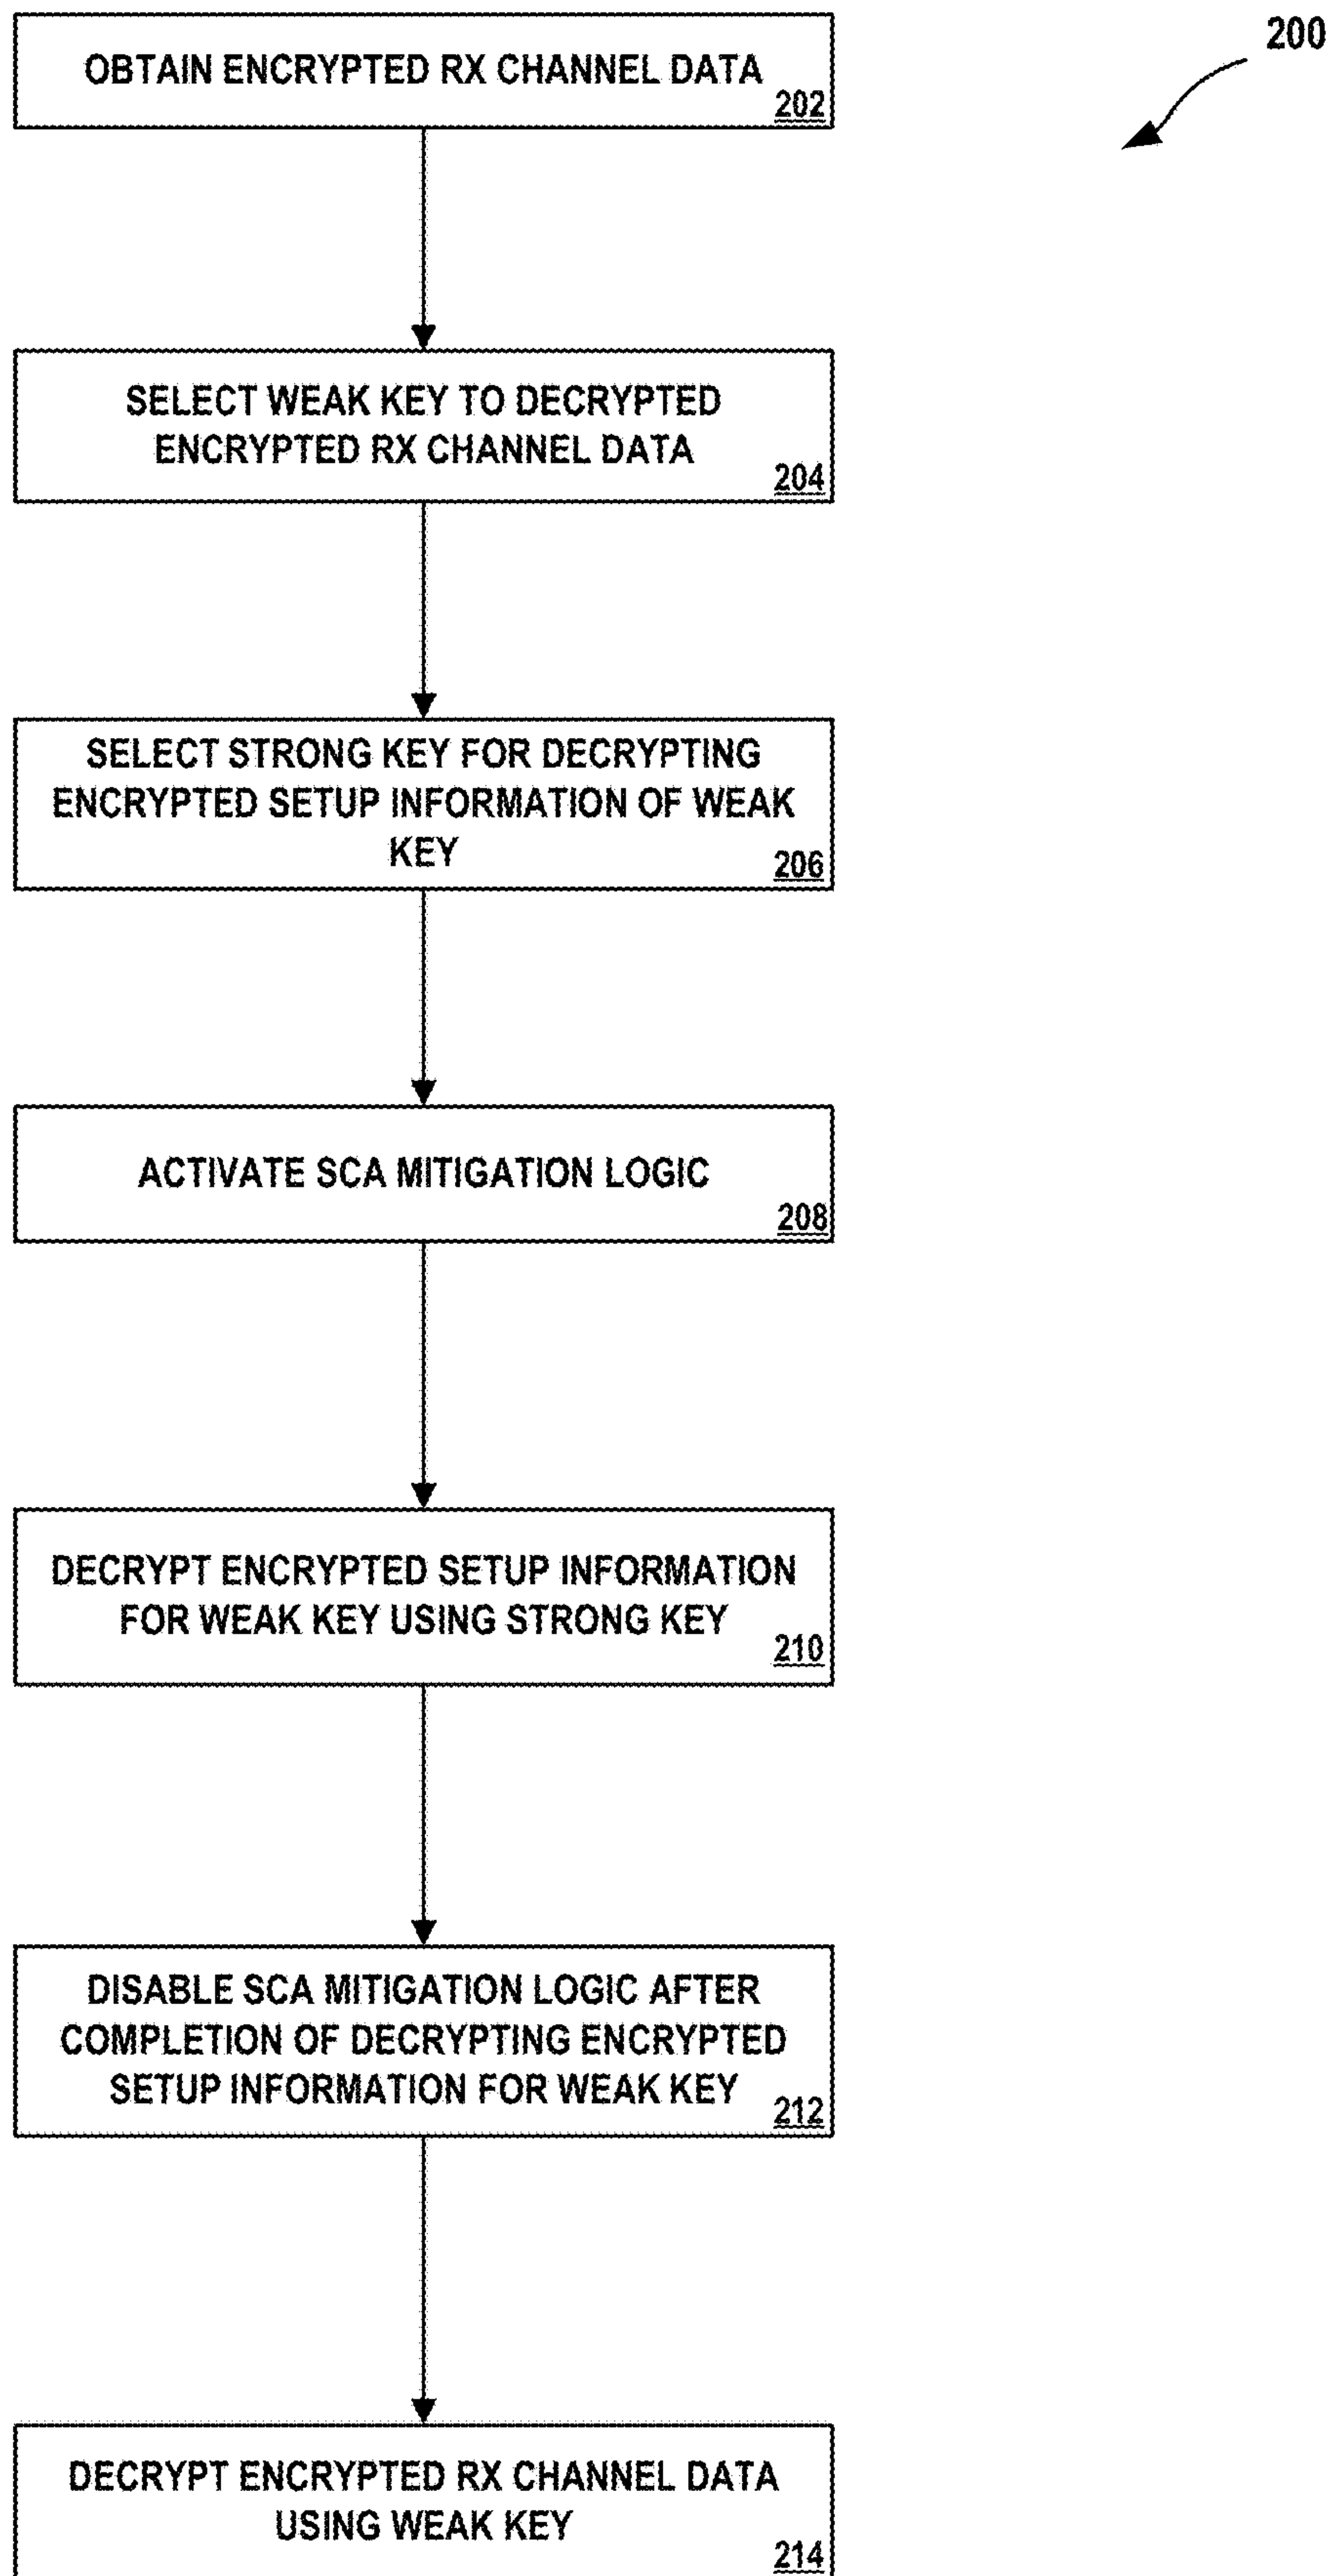 200
OBTAIN ENCRYPTED RX CHANNEL DATA
202
SELECT WEAK KEY TO DECRYPTED
ENCRYPTED RX CHANNEL DATA
204
SELECT STRONG KEY FOR DECRYPTING
ENCRYPTED SETUP INFORMATION OF WEAK
KEY
206
ACTIVATE SCA MITIGATION LOGIC
208
DECRYPT ENCRYPTED SETUP INFORMATION
FOR WEAK KEY USING STRONG KEY
210
DISABLE SCA MITIGATION LOGIC AFTER
COMPLETION OF DECRYPTING ENCRYPTED
SETUP INFORMATION FOR WEAK KEY
212
DECRYPT ENCRYPTED RX CHANNEL DATA
USING WEAK KEY
214